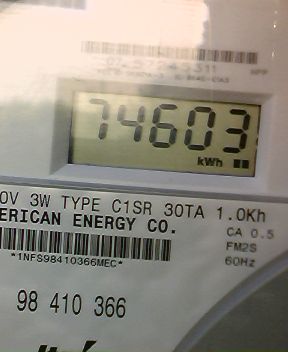 74603
kWh
0V 3W TYPE C1SR 30TA 1.0Kh
ERICAN ENERGY CO.
CA 0.5
FM2S
60Hz
*1NFS98410366MEC*
98 410 366